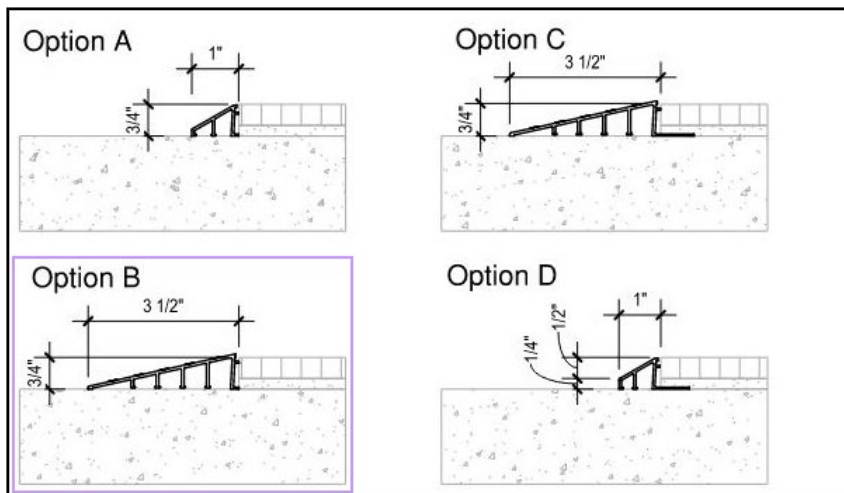 Option A
1"
3/4"
Option C
3 1/2"
3/4"
Option B
3 1/2"
3/4"
Option D
1"
1/2"
1/4"